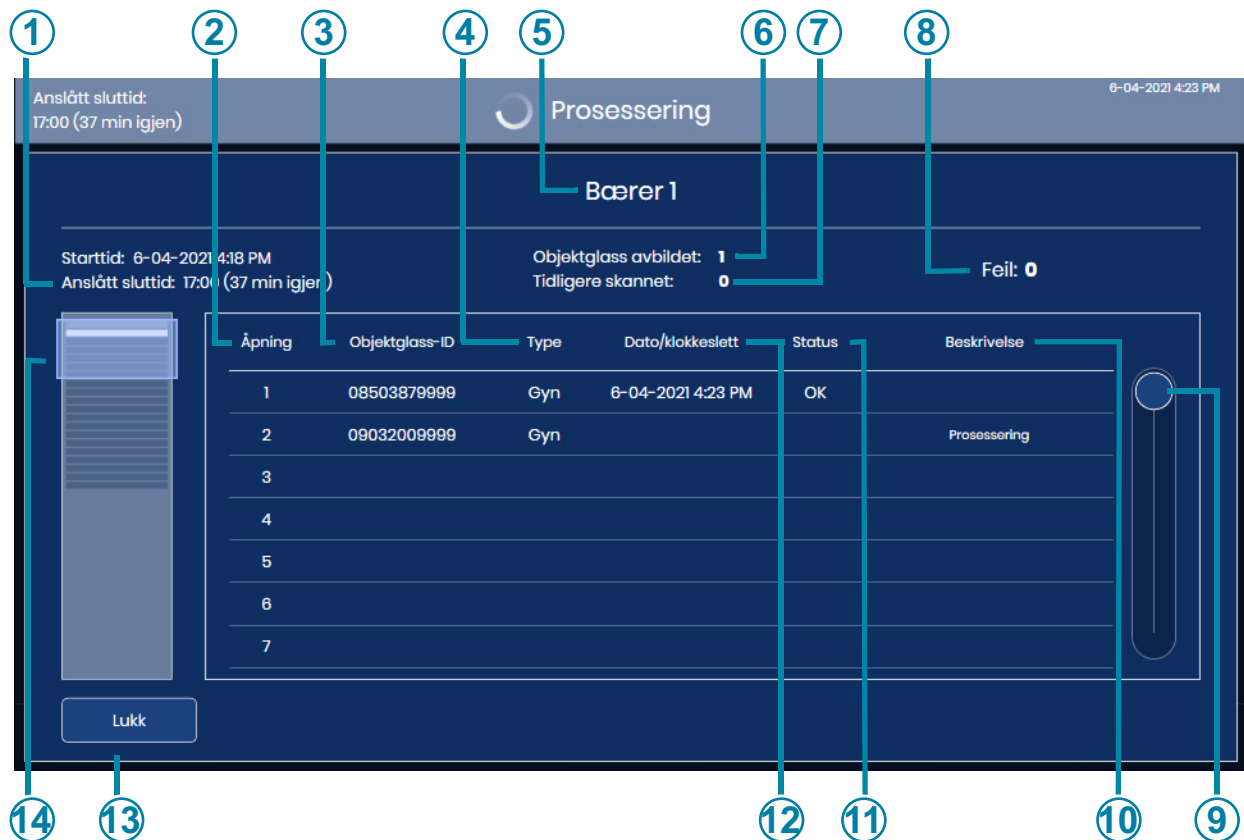 1 2 3 4 5 6 7 8
Anslått sluttid:
17:00 (37 min igjen)
Prosessering
6-04-2021 4:23 PM
Bærer 1
Starttid: 6-04-2021 4:18 PM
Anslått sluttid: 17:00 (37 min igjen)
Objektglass avbildet: 1
Tidligere skannet: 0
Feil: 0
Åpning Objektglass-ID Type Dato/klokkeslett Status Beskrivelse
1 08503879999 Gyn 6-04-2021 4:23 PM OK
2 09032009999 Gyn Prosessering
3
4
5
6
7
Lukk
14 13 12 11 10 9